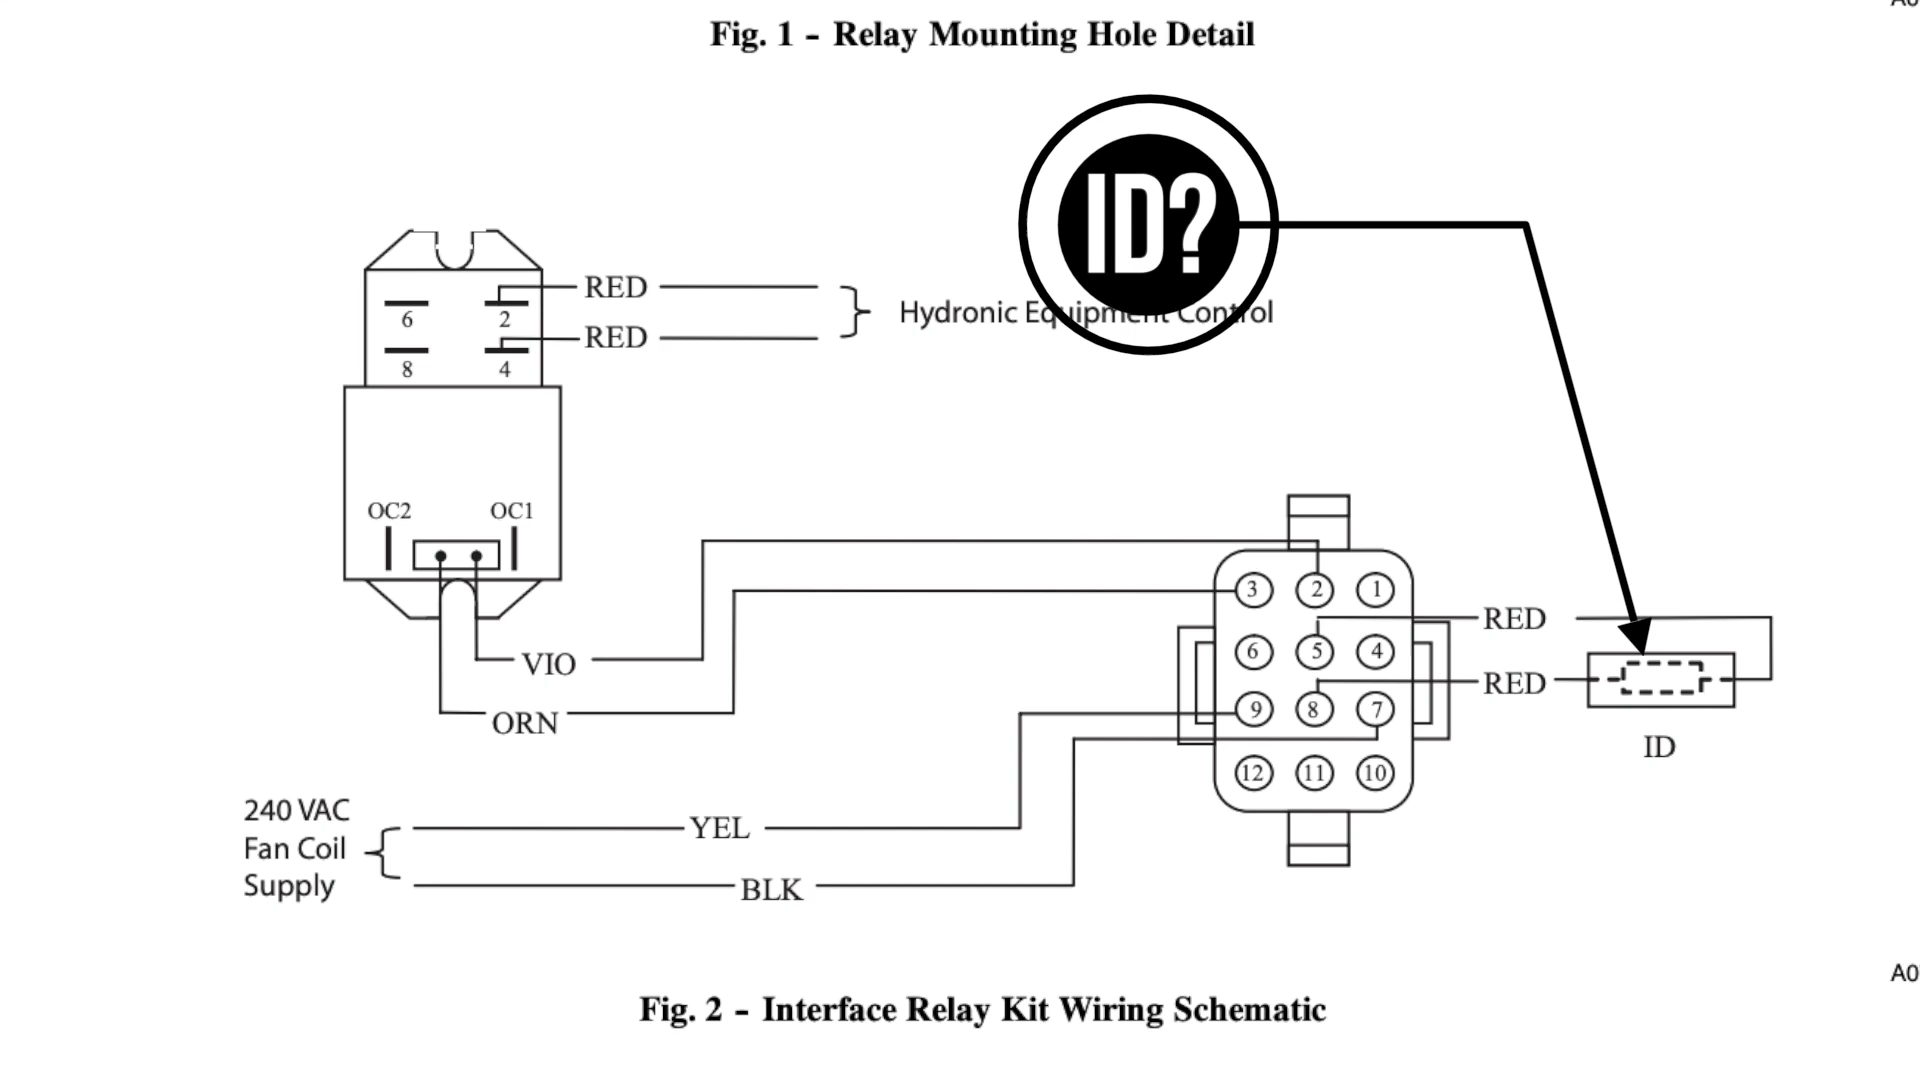 Fig. 1 - Relay Mounting Hole Detail
ID?
RED
Hydronic Equipment Control
RED
6 2
8 4
OC2 OC1
VIO
ORN
3 2 1
RED
6 5 4
RED
9 8 7
ID
12 11 10
240 VAC
Fan Coil
Supply
YEL
BLK
Fig. 2 - Interface Relay Kit Wiring Schematic